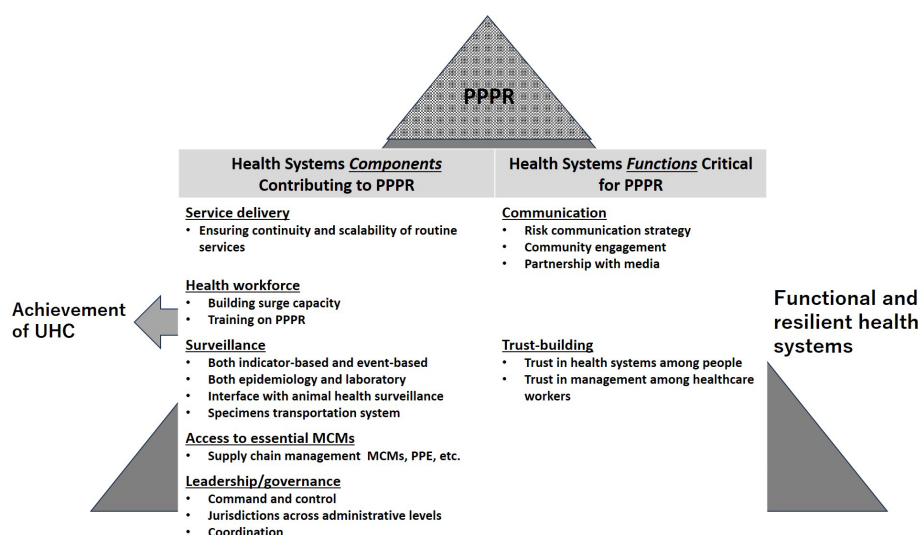 PPPR
Health Systems Components
Contributing to PPPR
Health Systems Functions Critical
for PPPR
Service delivery
• Ensuring continuity and scalability of routine
services
Health workforce
• Building surge capacity
• Training on PPPR
Surveillance
• Both indicator-based and event-based
• Both epidemiology and laboratory
• Interface with animal health surveillance
• Specimens transportation system
Access to essential MCMs
• Supply chain management MCMs, PPE, etc.
Leadership/governance
• Command and control
• Jurisdictions across administrative levels
• Coordination
Communication
• Risk communication strategy
• Community engagement
• Partnership with media
Trust-building
• Trust in health systems among people
• Trust in management among healthcare
workers
Achievement
of UHC
Functional and
resilient health
systems